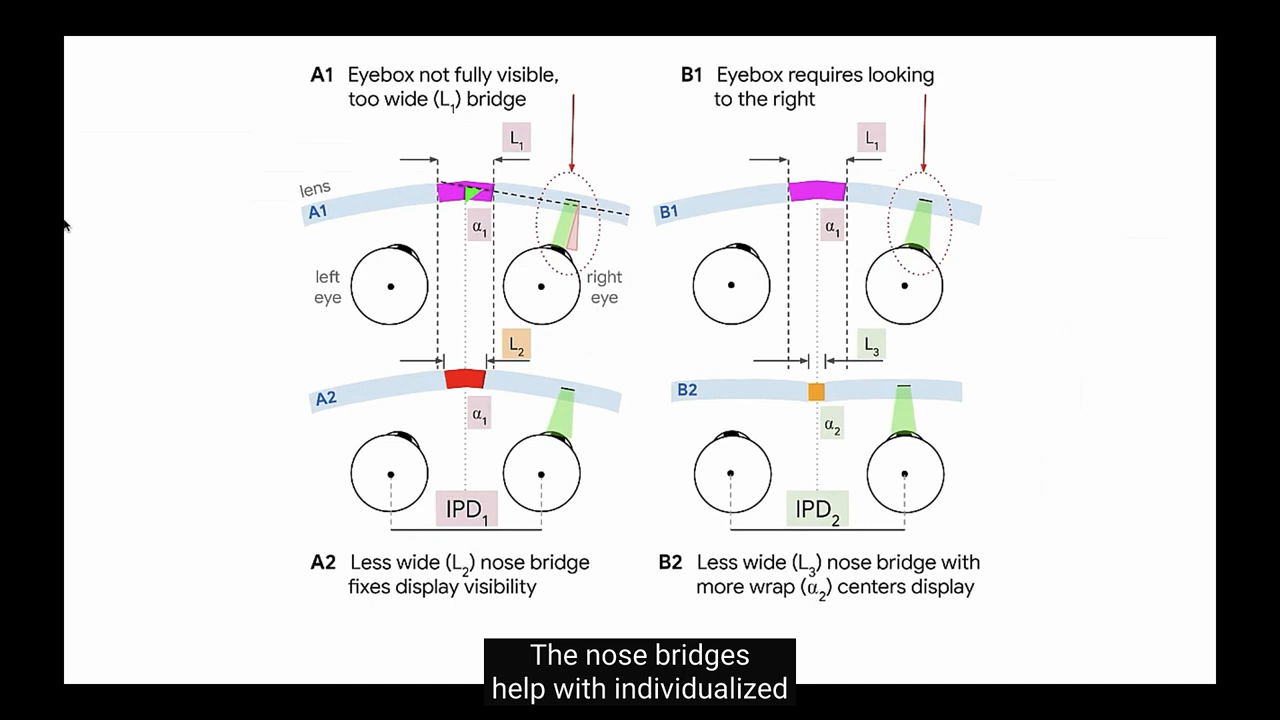 A1 Eyebox not fully visible,
too wide (L₁) bridge
B1 Eyebox requires looking
to the right
L₁
L₁
lens
A1
B1
α₁
α₁
left
eye
right
eye
L₂
L₃
A2
B2
α₁
α₂
IPD₁
IPD₂
A2 Less wide (L₂) nose bridge
fixes display visibility
B2 Less wide (L₃) nose bridge with
more wrap (α₂) centers display
The nose bridges
help with individualized